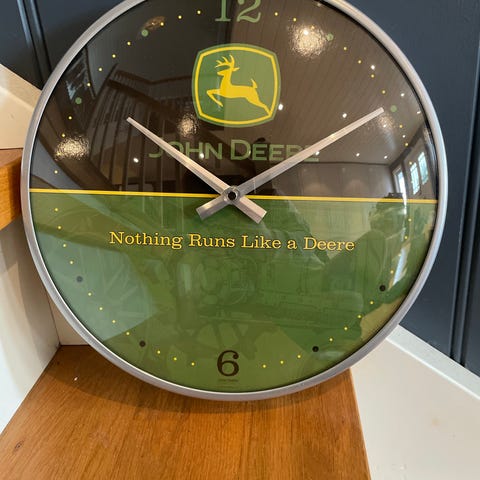 12
JOHN DEERE
Nothing Runs Like a Deere
6